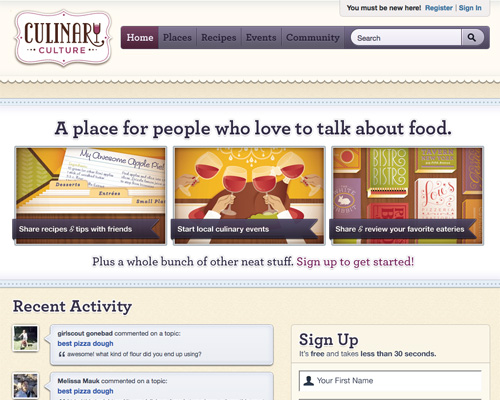 You must be new here! Register | Sign In
CULINARY
CULTURE
Home Places Recipes Events Community Search
A place for people who love to talk about food.
My Awesome Apple Pie!
Desserts
Entrées
Small Plat
BISTRO
BISTRO
Share recipes & tips with friends
Start local culinary events
Share & review your favorite eateries
Plus a whole bunch of other neat stuff. Sign up to get started!
Recent Activity
girlscout gonebad commented on a topic:
best pizza dough
“ awesome! what kind of flour did you end up using?
Melissa Mauk commented on a topic:
best pizza dough
Sign Up
It's free and takes less than 30 seconds.
Your First Name